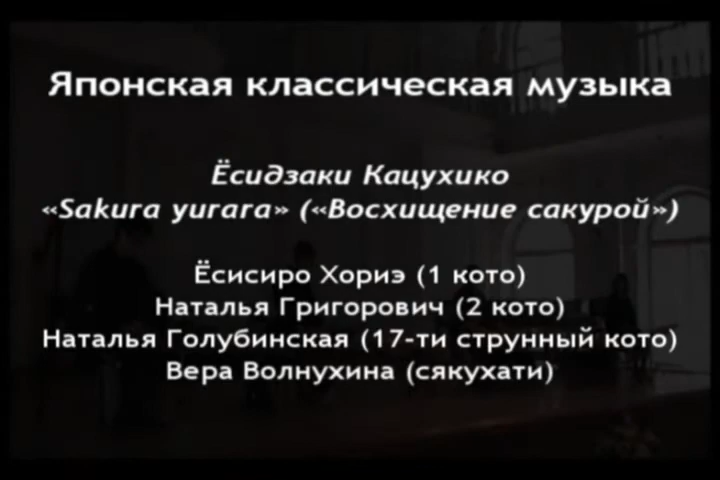 Японская классическая музыка
Ёсидзаки Кацухико
«Sakura yurara» («Восхищение сакурой»)
Ёсисиро Хориэ (1 кото)
Наталья Григорович (2 кото)
Наталья Голубинская (17-ти струнный кото)
Вера Волнухина (сякухати)